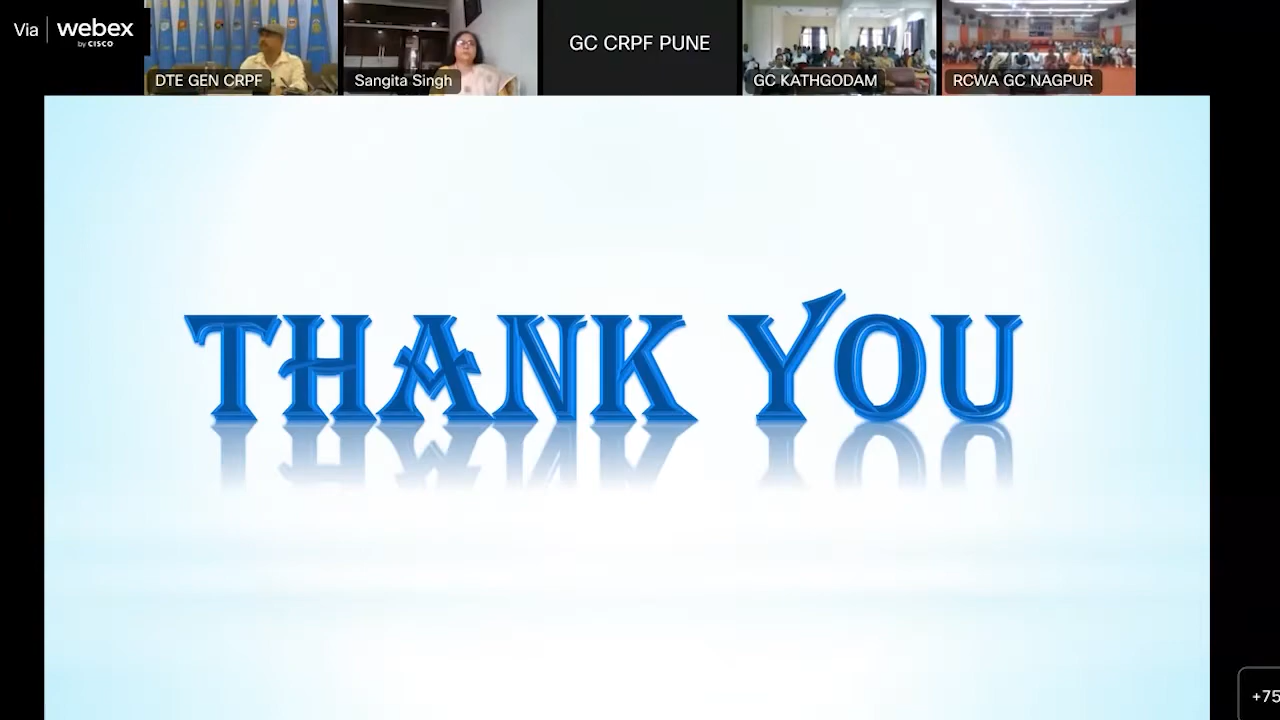 Via webex
by CISCO
DTE GEN CRPF
Sangita Singh
GC CRPF PUNE
GC KATHGODAM
RCWA GC NAGPUR
THANK YOU
+75